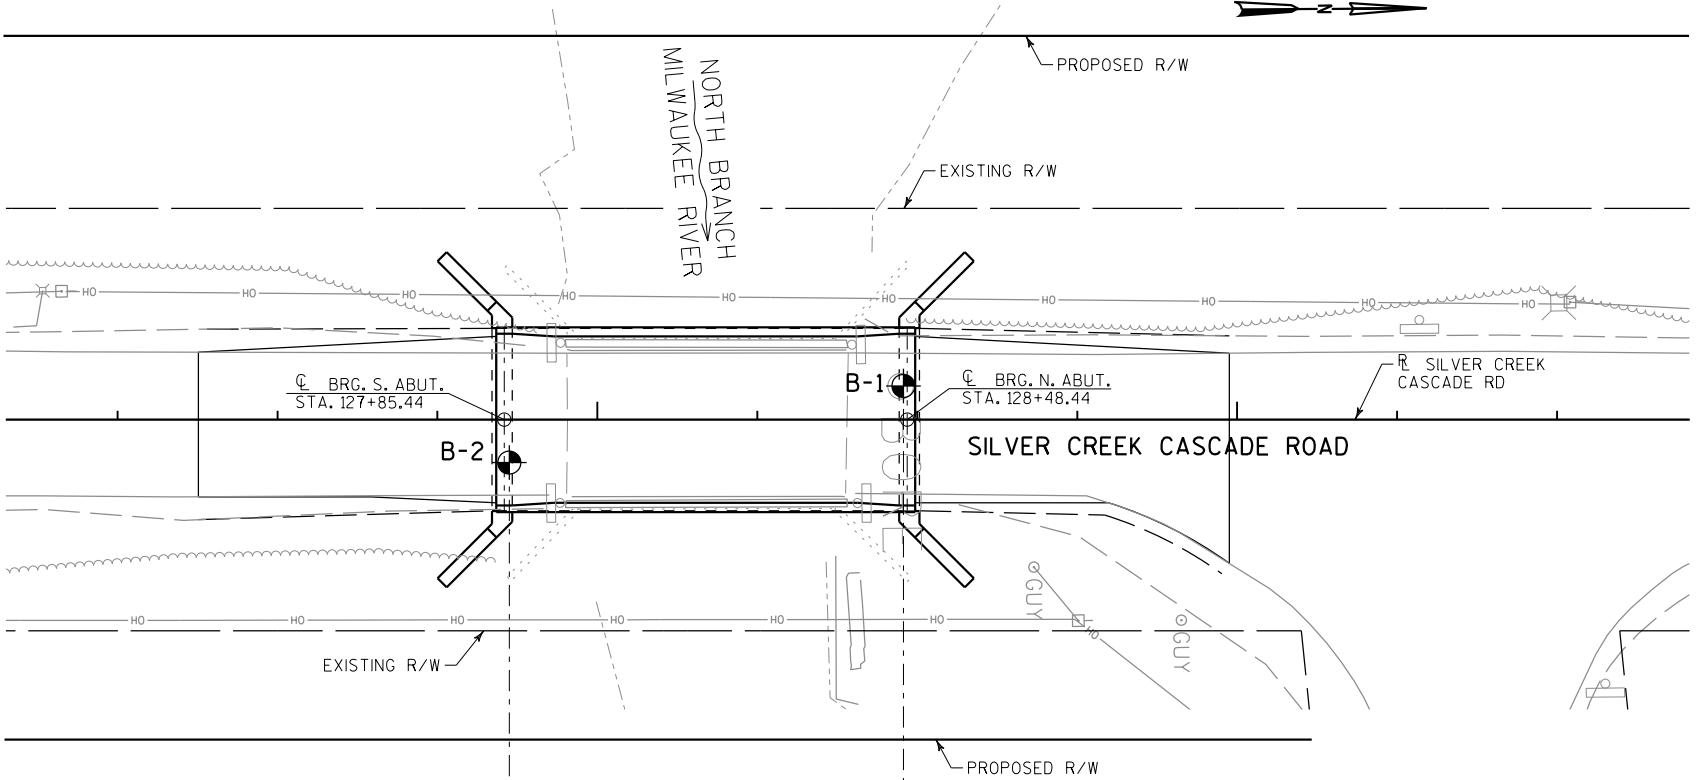 N
PROPOSED R/W
NORTH BRANCH
MILWAUKEE RIVER
EXISTING R/W
HO HO HO HO HO HO HO HO HO HO
℄ BRG. S. ABUT.
STA. 127+85.44
B-1
℄ BRG. N. ABUT.
STA. 128+48.44
R/L SILVER CREEK
CASCADE RD
B-2
SILVER CREEK CASCADE ROAD
GUY
HO HO HO HO HO HO HO
GUY
EXISTING R/W
PROPOSED R/W